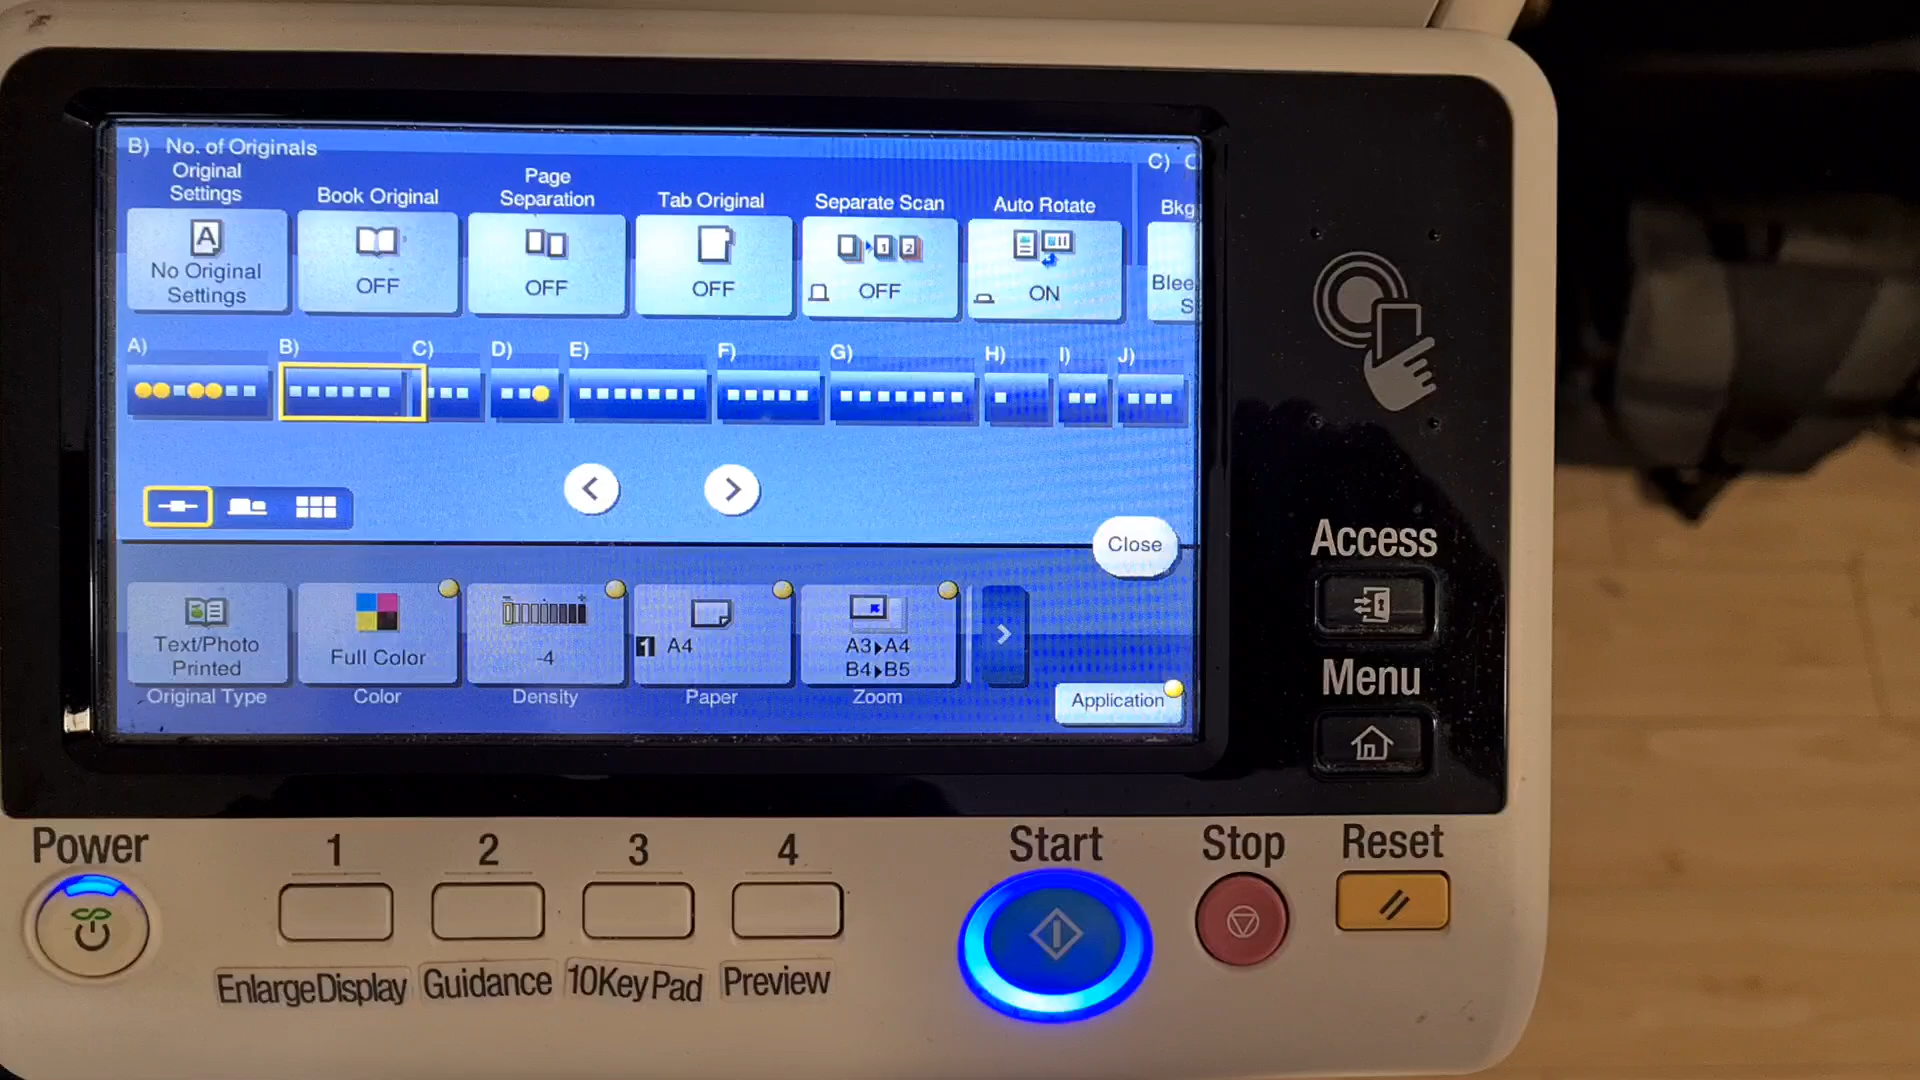 B) No. of Originals
C) C
Original
Settings
Book Original
Page
Separation
Tab Original
Separate Scan
Auto Rotate
Bkg
A
No Original
Settings
OFF
OFF
OFF
1 2
OFF
ON
Blee
S
A)
B)
C)
D)
E)
F)
G)
H)
I)
J)
Close
Text/Photo
Printed
Original Type
Full Color
Color
-4
Density
1 A4
Paper
A3▶A4
B4▶B5
Zoom
Application
Access
Menu
Power
1
2
3
4
Start
Stop
Reset
EnlargeDisplay
Guidance
10Key Pad
Preview